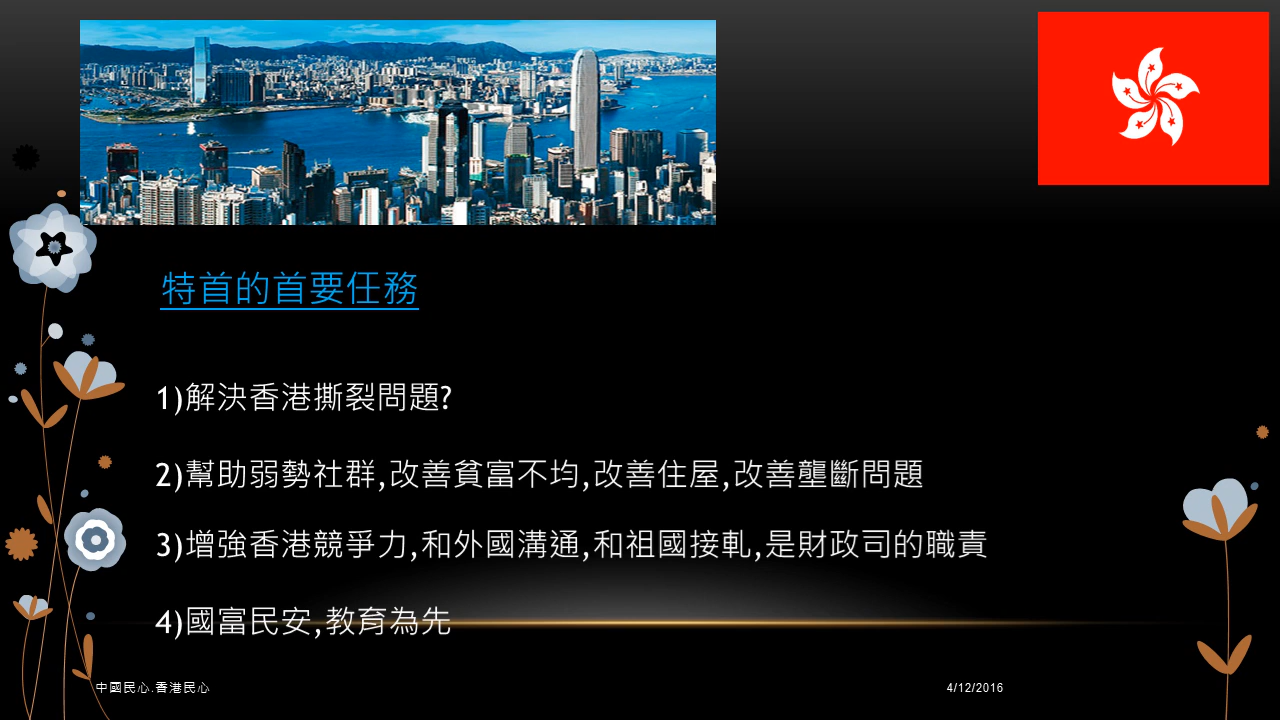 特首的首要任務
1)解決香港撕裂問題?
2)幫助弱勢社群,改善貧富不均,改善住屋,改善壟斷問題
3)增強香港競爭力,和外國溝通,和祖國接軌,是財政司的職責
4)國富民安,教育為先
中國民心.香港民心
4/12/2016